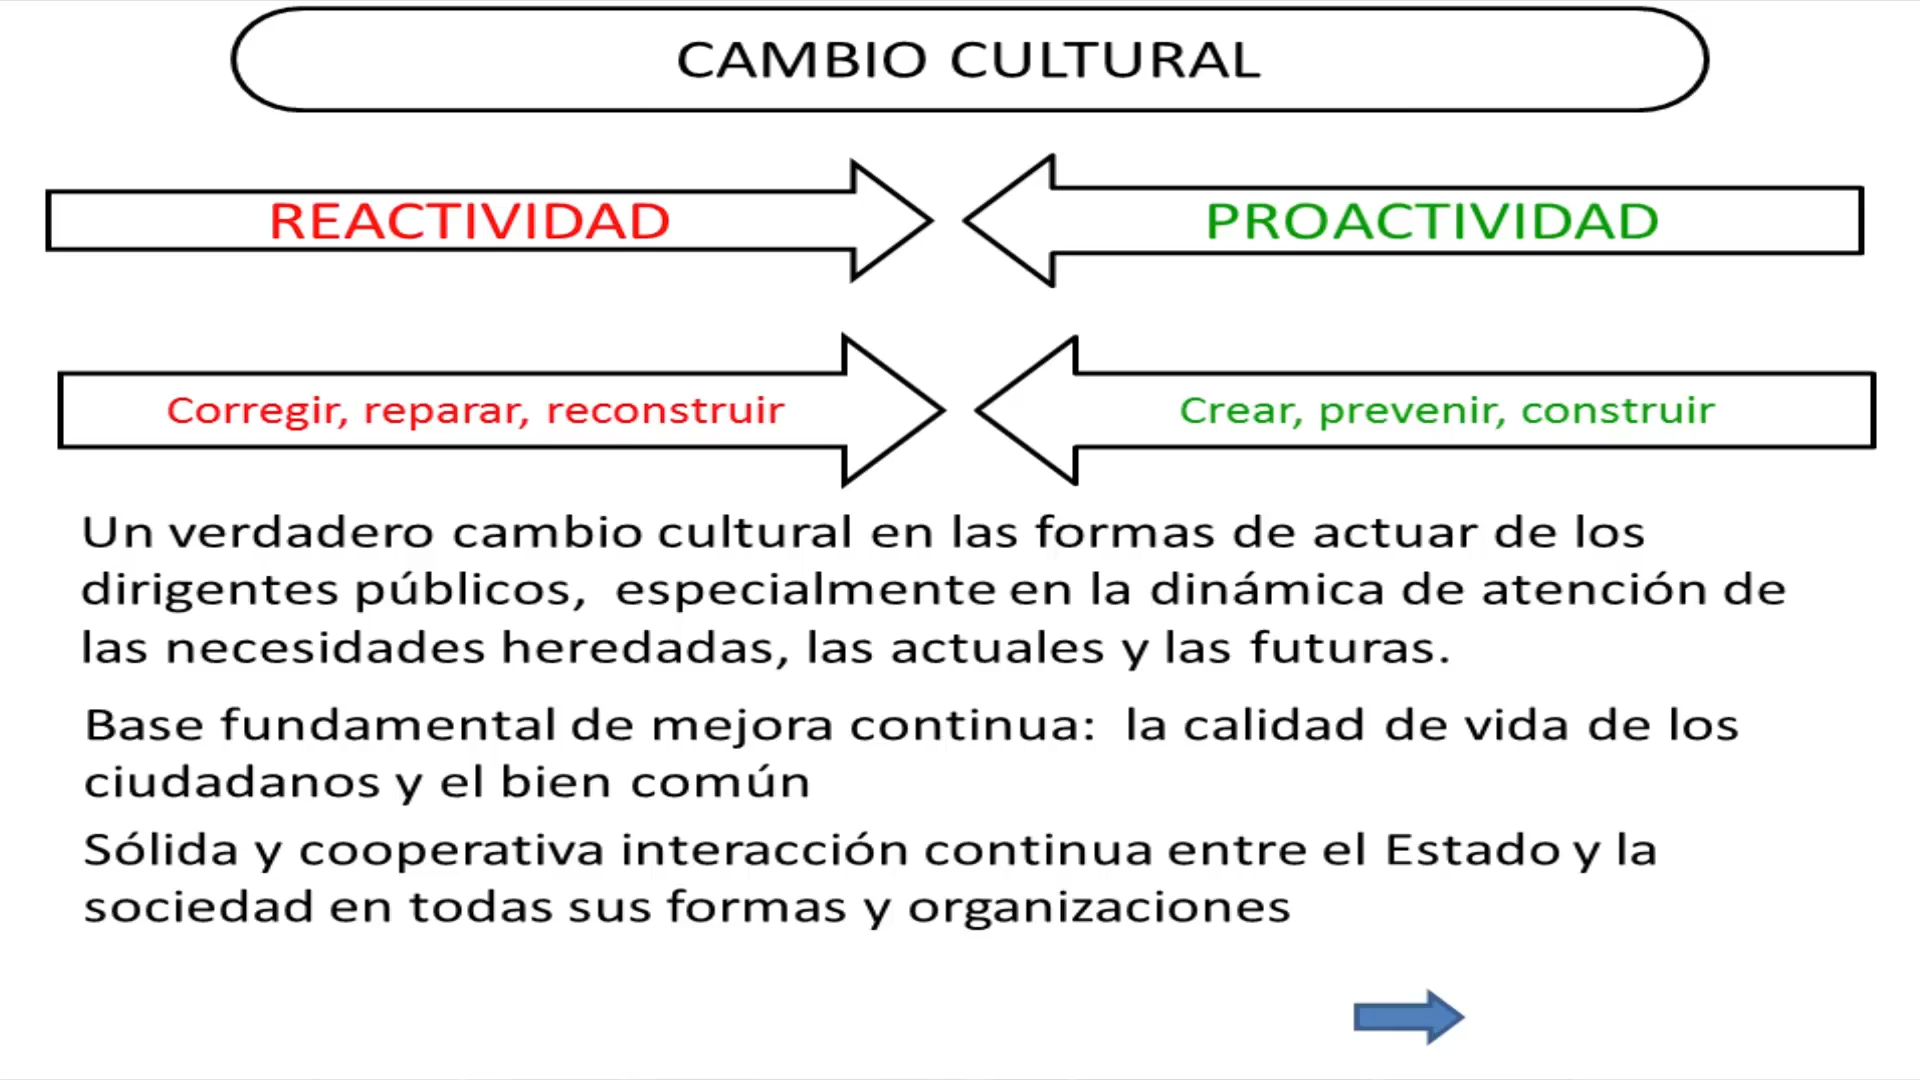 CAMBIO CULTURAL
REACTIVIDAD
PROACTIVIDAD
Corregir, reparar, reconstruir
Crear, prevenir, construir
Un verdadero cambio cultural en las formas de actuar de los
dirigentes públicos, especialmente en la dinámica de atención de
las necesidades heredadas, las actuales y las futuras.
Base fundamental de mejora continua: la calidad de vida de los
ciudadanos y el bien común
Sólida y cooperativa interacción continua entre el Estado y la
sociedad en todas sus formas y organizaciones